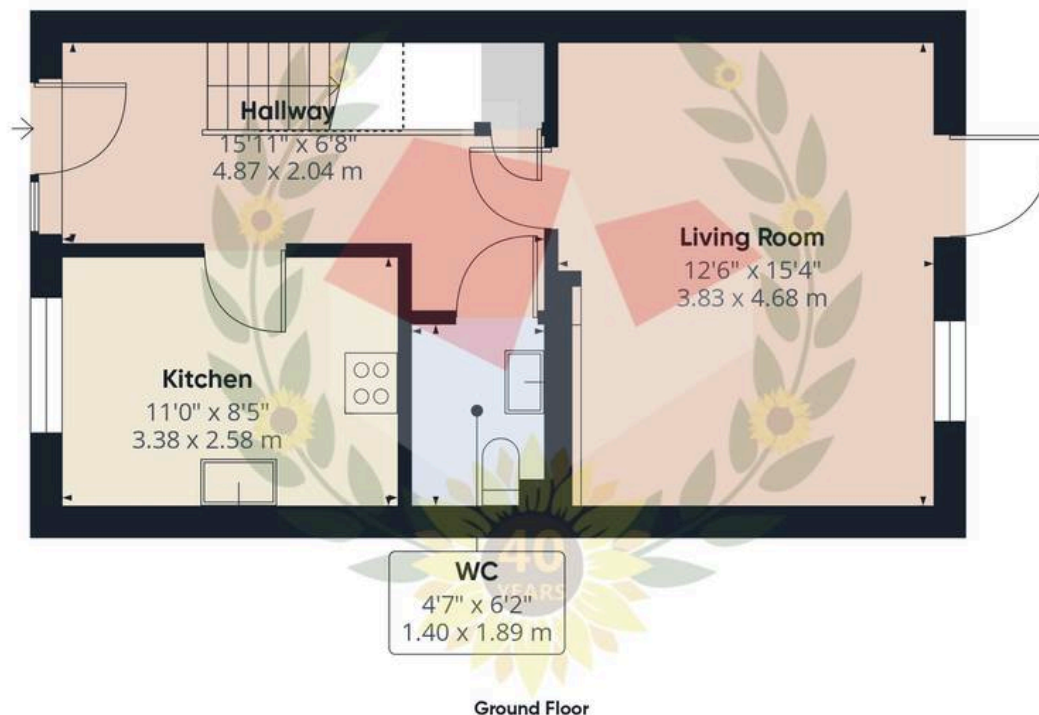 Hallway
15'11" x 6'8"
4.87 x 2.04 m
Living Room
12'6" x 15'4"
3.83 x 4.68 m
Kitchen
11'0" x 8'5"
3.38 x 2.58 m
40
YEARS
WC
4'7" x 6'2"
1.40 x 1.89 m
Ground Floor